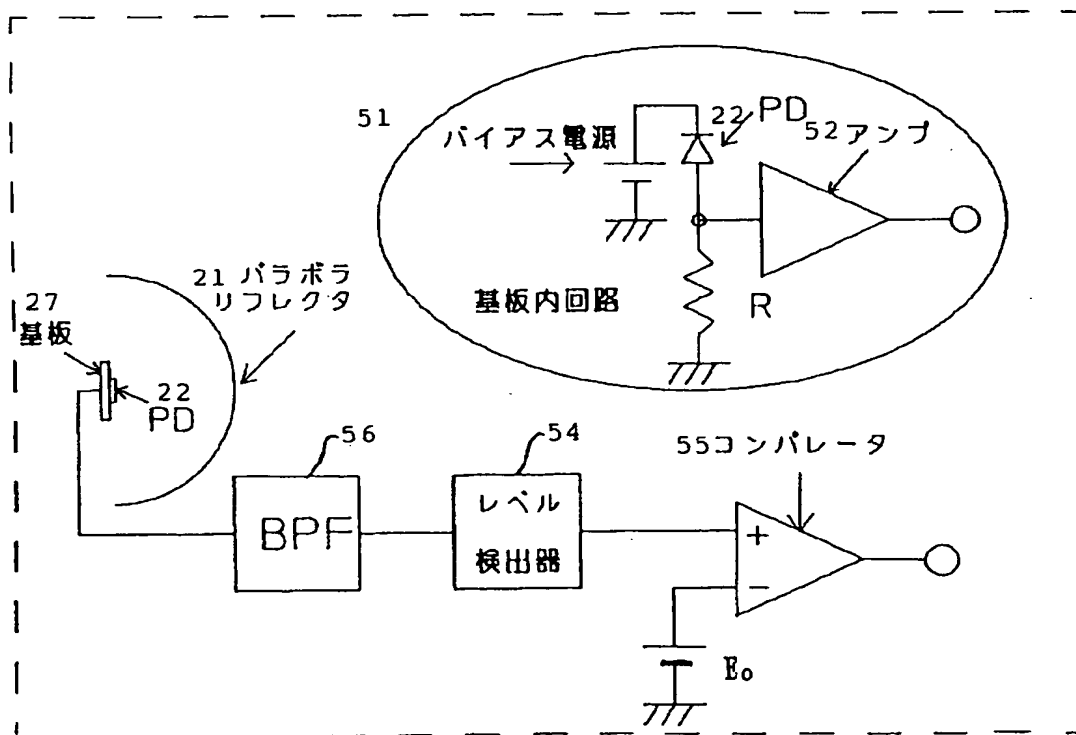 51
バイアス電源
22 PD
52アンプ
基板内回路
R
21 パラボラ
リフレクタ
27
基板
22
PD
56
BPF
54
レベル
検出器
55コンパレータ
+
−
E₀